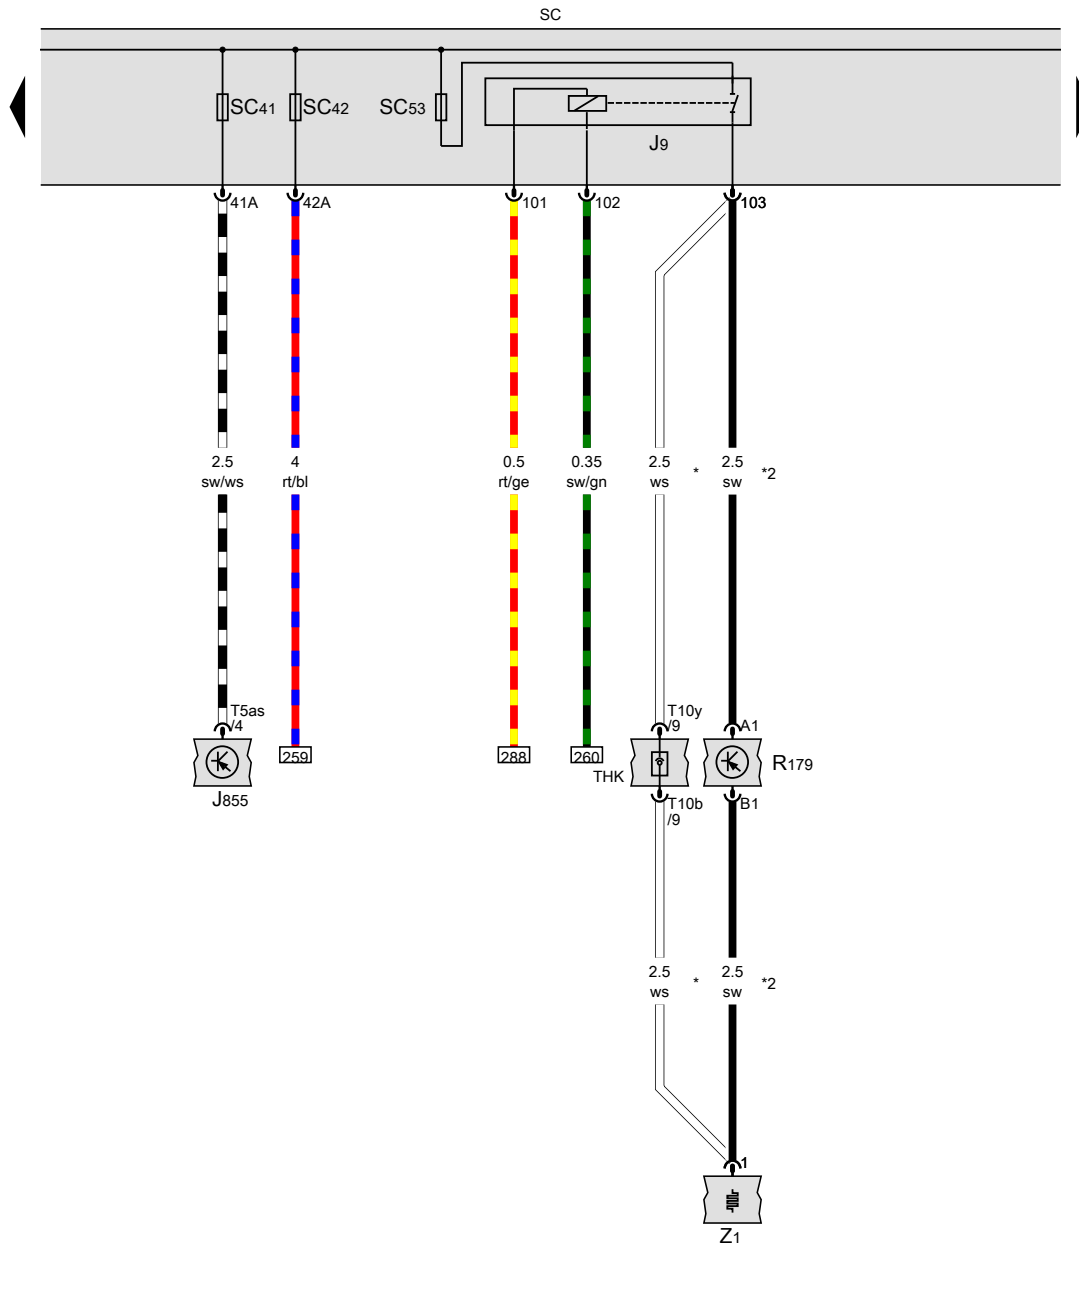 SC
SC41
SC42
SC53
J9
41A
42A
101
102
103
2.5
sw/ws
4
rt/bl
0.5
rt/ge
0.35
sw/gn
2.5
ws
*
2.5
sw
*2
T5as
/4
T10y
/9
A1
259
288
260
THK
R179
J855
T10b
/9
B1
2.5
ws
*
2.5
sw
*2
1
Z1